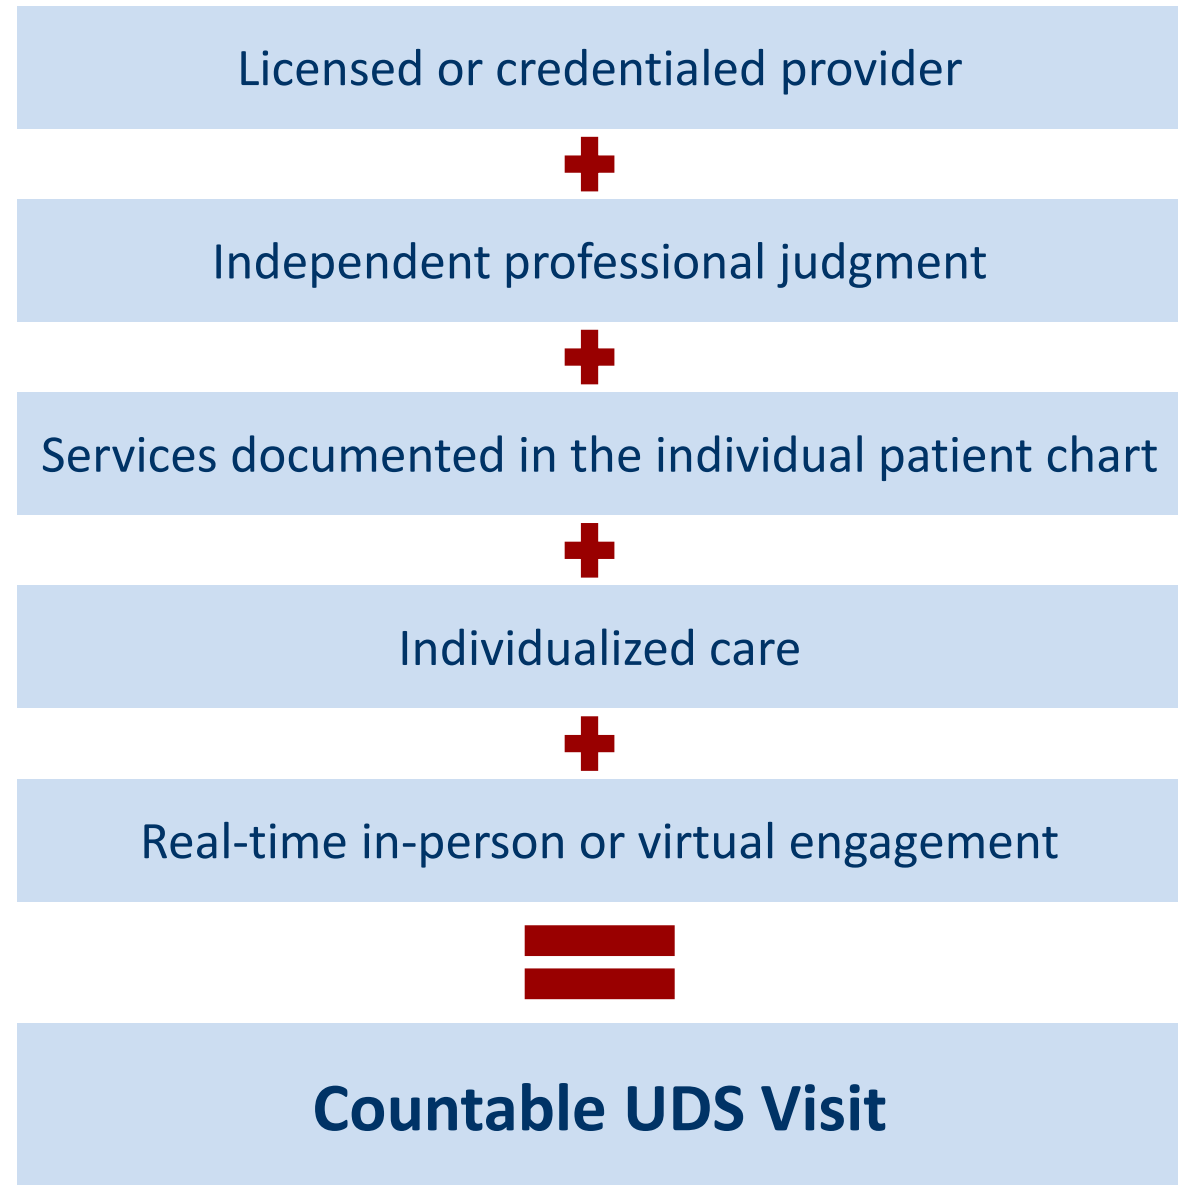 Licensed or credentialed provider
Independent professional judgment
Services documented in the individual patient chart
Individualized care
Real-time in-person or virtual engagement
Countable UDS Visit